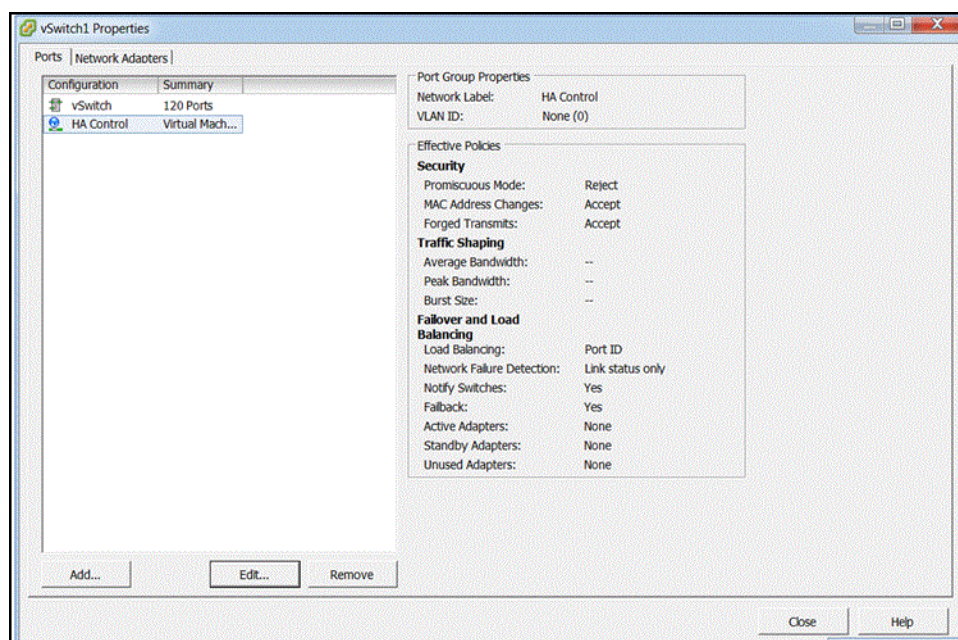 vSwitch1 Properties
Ports Network Adapters
Configuration Summary
vSwitch 120 Ports
HA Control Virtual Mach...
Port Group Properties
Network Label: HA Control
VLAN ID: None (0)
Effective Policies
Security
Promiscuous Mode: Reject
MAC Address Changes: Accept
Forged Transmits: Accept
Traffic Shaping
Average Bandwidth: --
Peak Bandwidth: --
Burst Size: --
Failover and Load
Balancing
Load Balancing: Port ID
Network Failure Detection: Link status only
Notify Switches: Yes
Failback: Yes
Active Adapters: None
Standby Adapters: None
Unused Adapters: None
Add... Edit... Remove
Close Help